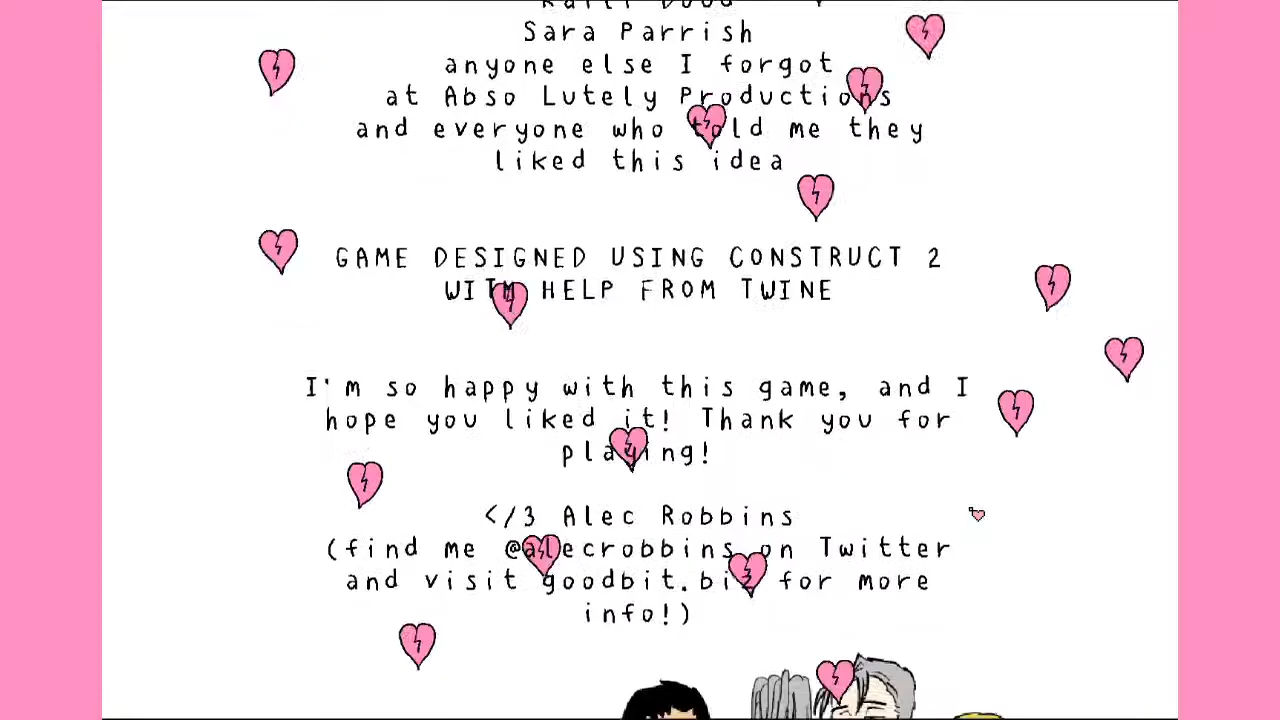 Sara Parrish
anyone else I forgot
at Abso Lutely Productions
and everyone who told me they
liked this idea
GAME DESIGNED USING CONSTRUCT 2
WITH HELP FROM TWINE
I'm so happy with this game, and I
hope you liked it! Thank you for
playing!
</3 Alec Robbins
(find me @alecrobbins on Twitter
and visit goodbit.biz for more
info!)